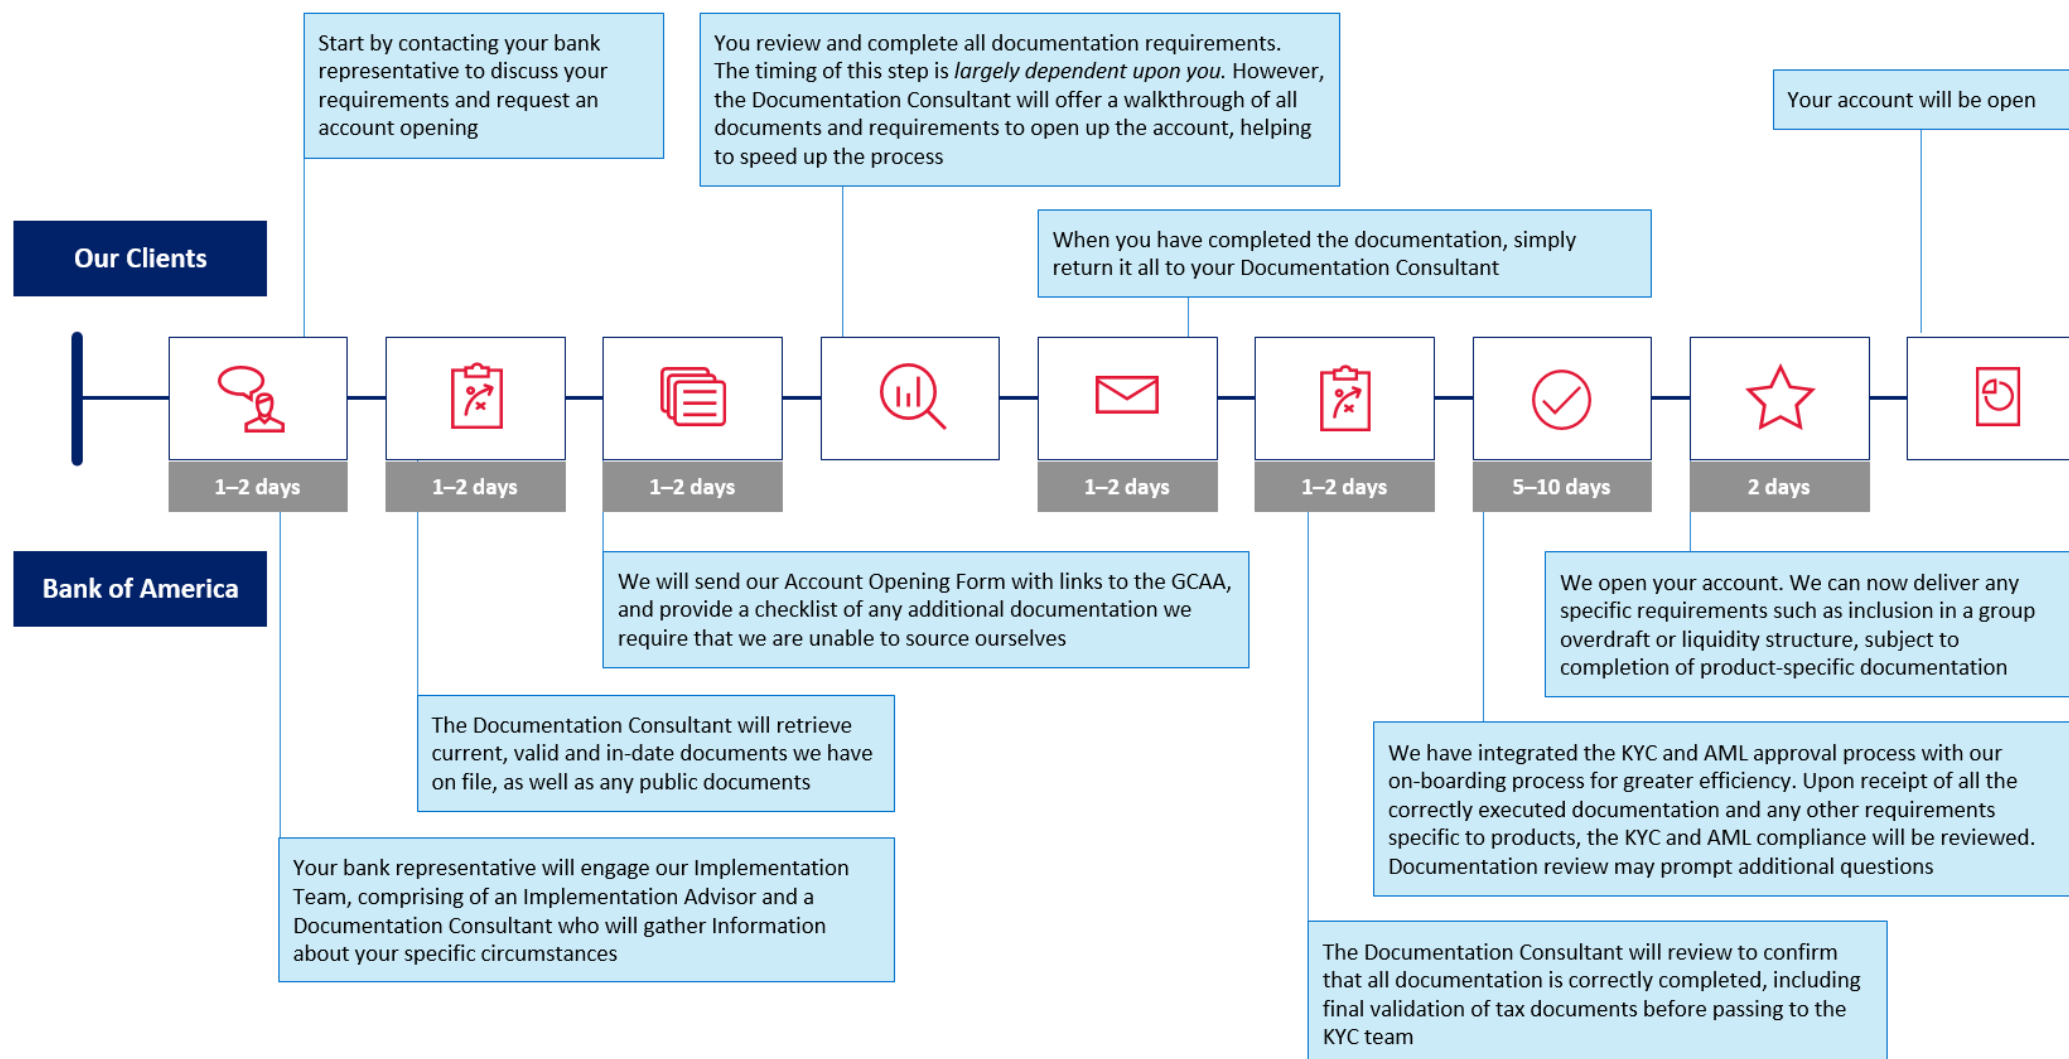 Start by contacting your bank
representative to discuss your
requirements and request an
account opening
You review and complete all documentation requirements.
The timing of this step is largely dependent upon you. However,
the Documentation Consultant will offer a walkthrough of all
documents and requirements to open up the account, helping
to speed up the process
Your account will be open
When you have completed the documentation, simply
return it all to your Documentation Consultant
Our Clients
1–2 days
1–2 days
1–2 days
1–2 days
1–2 days
5–10 days
2 days
Bank of America
We will send our Account Opening Form with links to the GCAA,
and provide a checklist of any additional documentation we
require that we are unable to source ourselves
We open your account. We can now deliver any
specific requirements such as inclusion in a group
overdraft or liquidity structure, subject to
completion of product-specific documentation
The Documentation Consultant will retrieve
current, valid and in-date documents we have
on file, as well as any public documents
We have integrated the KYC and AML approval process with our
on-boarding process for greater efficiency. Upon receipt of all the
correctly executed documentation and any other requirements
specific to products, the KYC and AML compliance will be reviewed.
Documentation review may prompt additional questions
Your bank representative will engage our Implementation
Team, comprising of an Implementation Advisor and a
Documentation Consultant who will gather Information
about your specific circumstances
The Documentation Consultant will review to confirm
that all documentation is correctly completed, including
final validation of tax documents before passing to the
KYC team